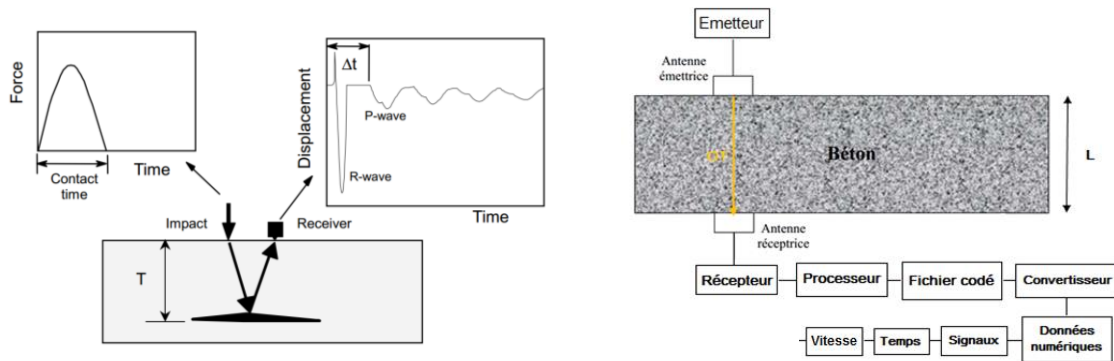 Force
Time
Contact
time
Displacement
Δt
P-wave
R-wave
Time
Impact
Receiver
T
Emetteur
Antenne
émettrice
Béton
L
Antenne
réceptrice
Récepteur
Processeur
Fichier codé
Convertisseur
Vitesse
Temps
Signaux
Données
numériques